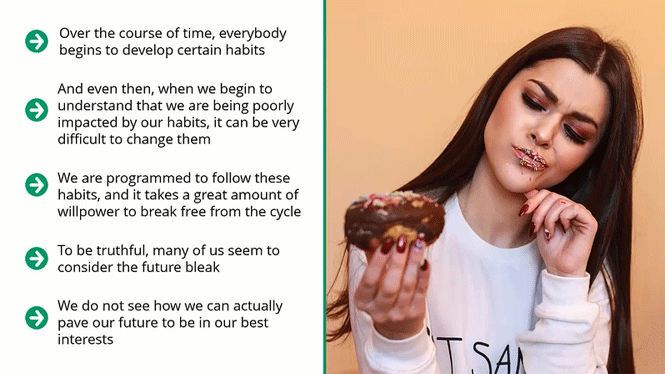 Over the course of time, everybody
begins to develop certain habits
And even then, when we begin to
understand that we are being poorly
impacted by our habits, it can be very
difficult to change them
We are programmed to follow these
habits, and it takes a great amount of
willpower to break free from the cycle
To be truthful, many of us seem to
consider the future bleak
We do not see how we can actually
pave our future to be in our best
interests